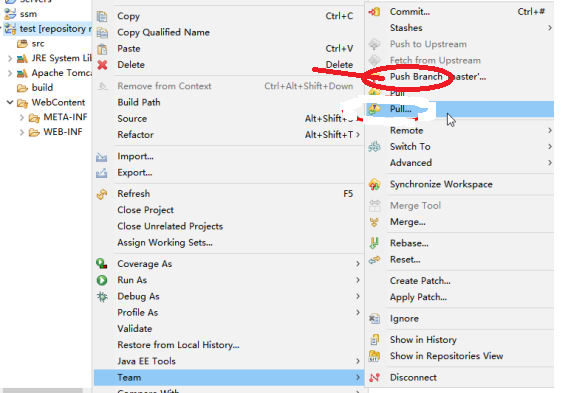 Servers
ssm
test [repository r
src
JRE System Lib
Apache Tomca
build
WebContent
META-INF
WEB-INF
Copy Ctrl+C
Copy Qualified Name
Paste Ctrl+V
Delete Delete
Remove from Context Ctrl+Alt+Shift+Down
Build Path
Source Alt+Shift+S
Refactor Alt+Shift+T
Import...
Export...
Refresh F5
Close Project
Close Unrelated Projects
Assign Working Sets...
Coverage As
Run As
Debug As
Profile As
Validate
Restore from Local History...
Java EE Tools
Team
Compare With
Commit... Ctrl+#
Stashes
Push to Upstream
Fetch from Upstream
Push Branch 'master'...
Pull
Pull...
Remote
Switch To
Advanced
Synchronize Workspace
Merge Tool
Merge...
Rebase...
Reset...
Create Patch...
Apply Patch...
Ignore
Show in History
Show in Repositories View
Disconnect